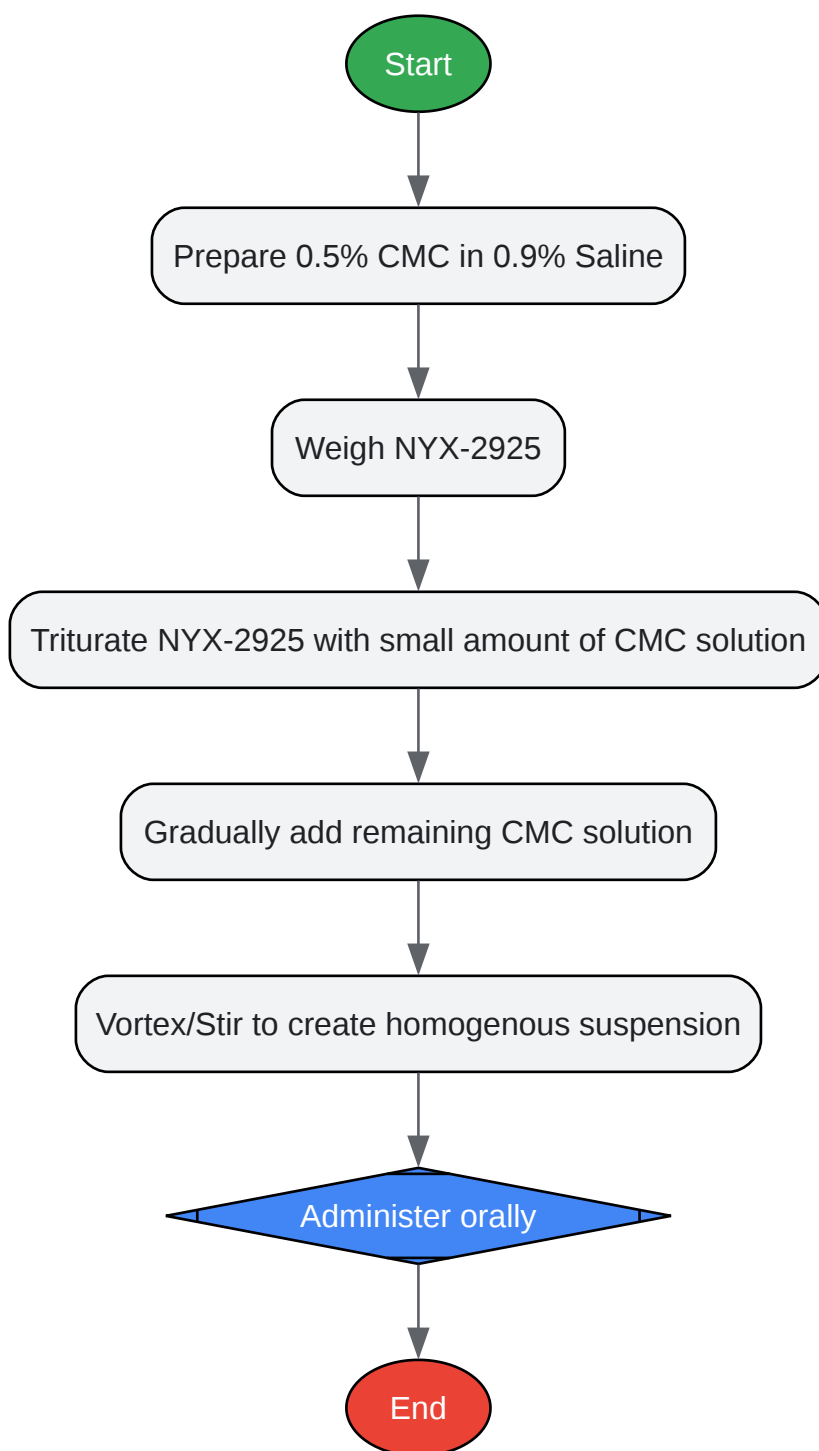 Start
Prepare 0.5% CMC in 0.9% Saline
Weigh NYX-2925
Triturate NYX-2925 with small amount of CMC solution
Gradually add remaining CMC solution
Vortex/Stir to create homogenous suspension
Administer orally
End